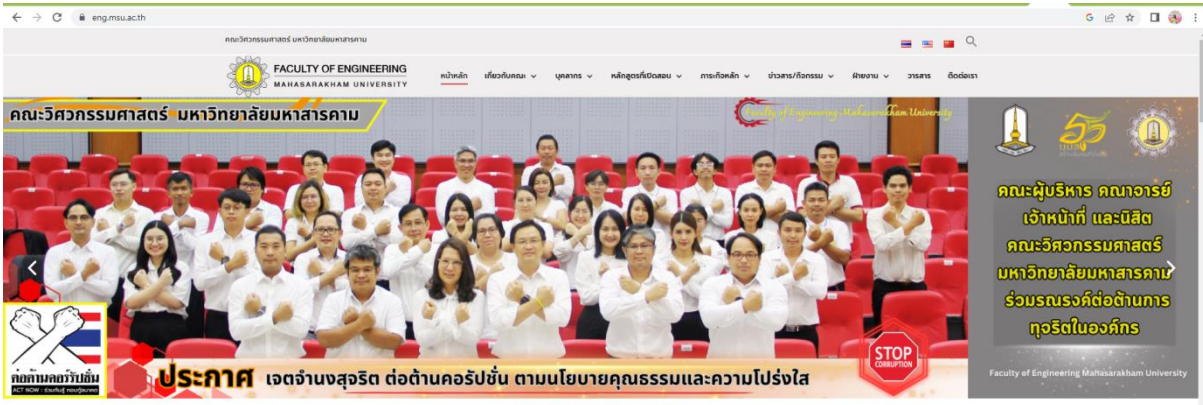 eng.msu.ac.th
คณะวิศวกรรมศาสตร์ มหาวิทยาลัยมหาสารคาม
FACULTY OF ENGINEERING
MAHASARAKHAM UNIVERSITY
หน้าหลัก เกี่ยวกับคณะ บุคลากร หลักสูตรที่เปิดสอน ภาระกิจหลัก ข่าวสาร/กิจกรรม ฝ่ายงาน วารสาร ติดต่อเรา
คณะวิศวกรรมศาสตร์ มหาวิทยาลัยมหาสารคาม
Faculty of Engineering Mahasarakham University
คณะผู้บริหาร คณาจารย์
เจ้าหน้าที่ และนิสิต
คณะวิศวกรรมศาสตร์
มหาวิทยาลัยมหาสารคาม
ร่วมรณรงค์ต่อต้านการ
ทุจริตในองค์กร
Faculty of Engineering Mahasarakham University
STOP
CORRUPTION
ต่อต้านคอร์รัปชั่น
ประกาศ เจตจำนงสุจริต ต่อต้านคอรัปชั่น ตามนโยบายคุณธรรมและความโปร่งใส